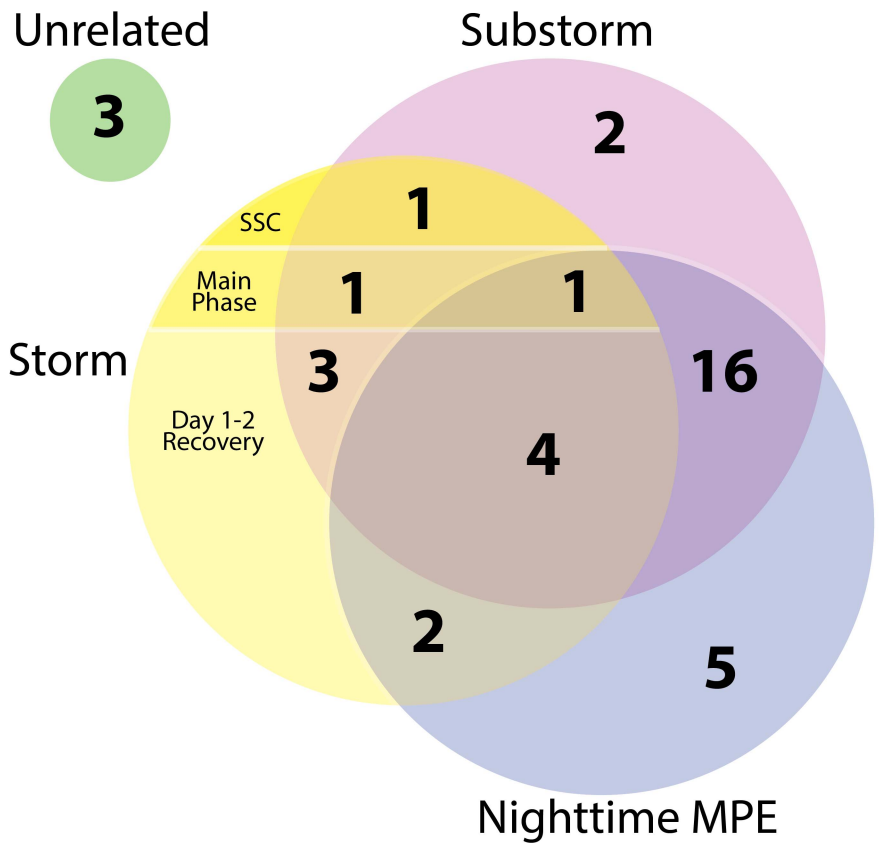 Unrelated
Substorm
3
2
SSC
1
Main
Phase
1
1
Storm
3
16
Day 1-2
Recovery
4
2
5
Nighttime MPE